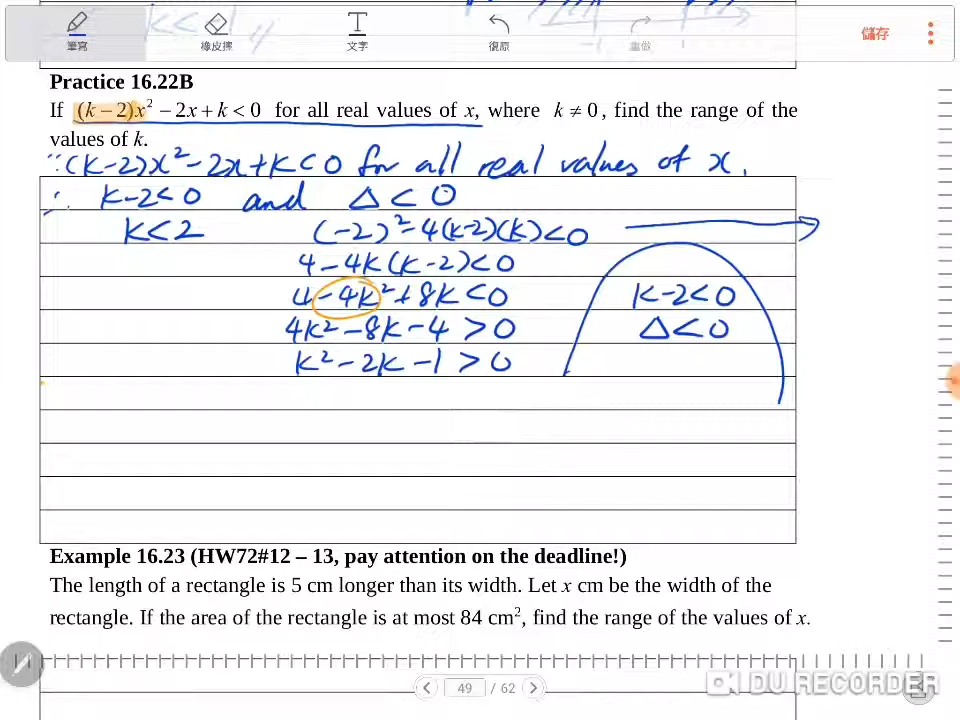 筆寫
橡皮擦
文字
復原
重做
儲存
k <
Practice 16.22B
If (k − 2)x² − 2x + k < 0 for all real values of x, where k ≠ 0, find the range of the
values of k.
∵ (k-2)x²-2x+k<0 for all real values of x.
∴ k-2<0 and Δ<0
k<2 (-2)²-4(k-2)(k)<0
4-4k(k-2)<0
4-4k²+8k<0 k-2<0
4k²-8k-4>0 Δ<0
k²-2k-1>0
Example 16.23 (HW72#12 – 13, pay attention on the deadline!)
The length of a rectangle is 5 cm longer than its width. Let x cm be the width of the
rectangle. If the area of the rectangle is at most 84 cm², find the range of the values of x.
49 / 62
DU RECORDER